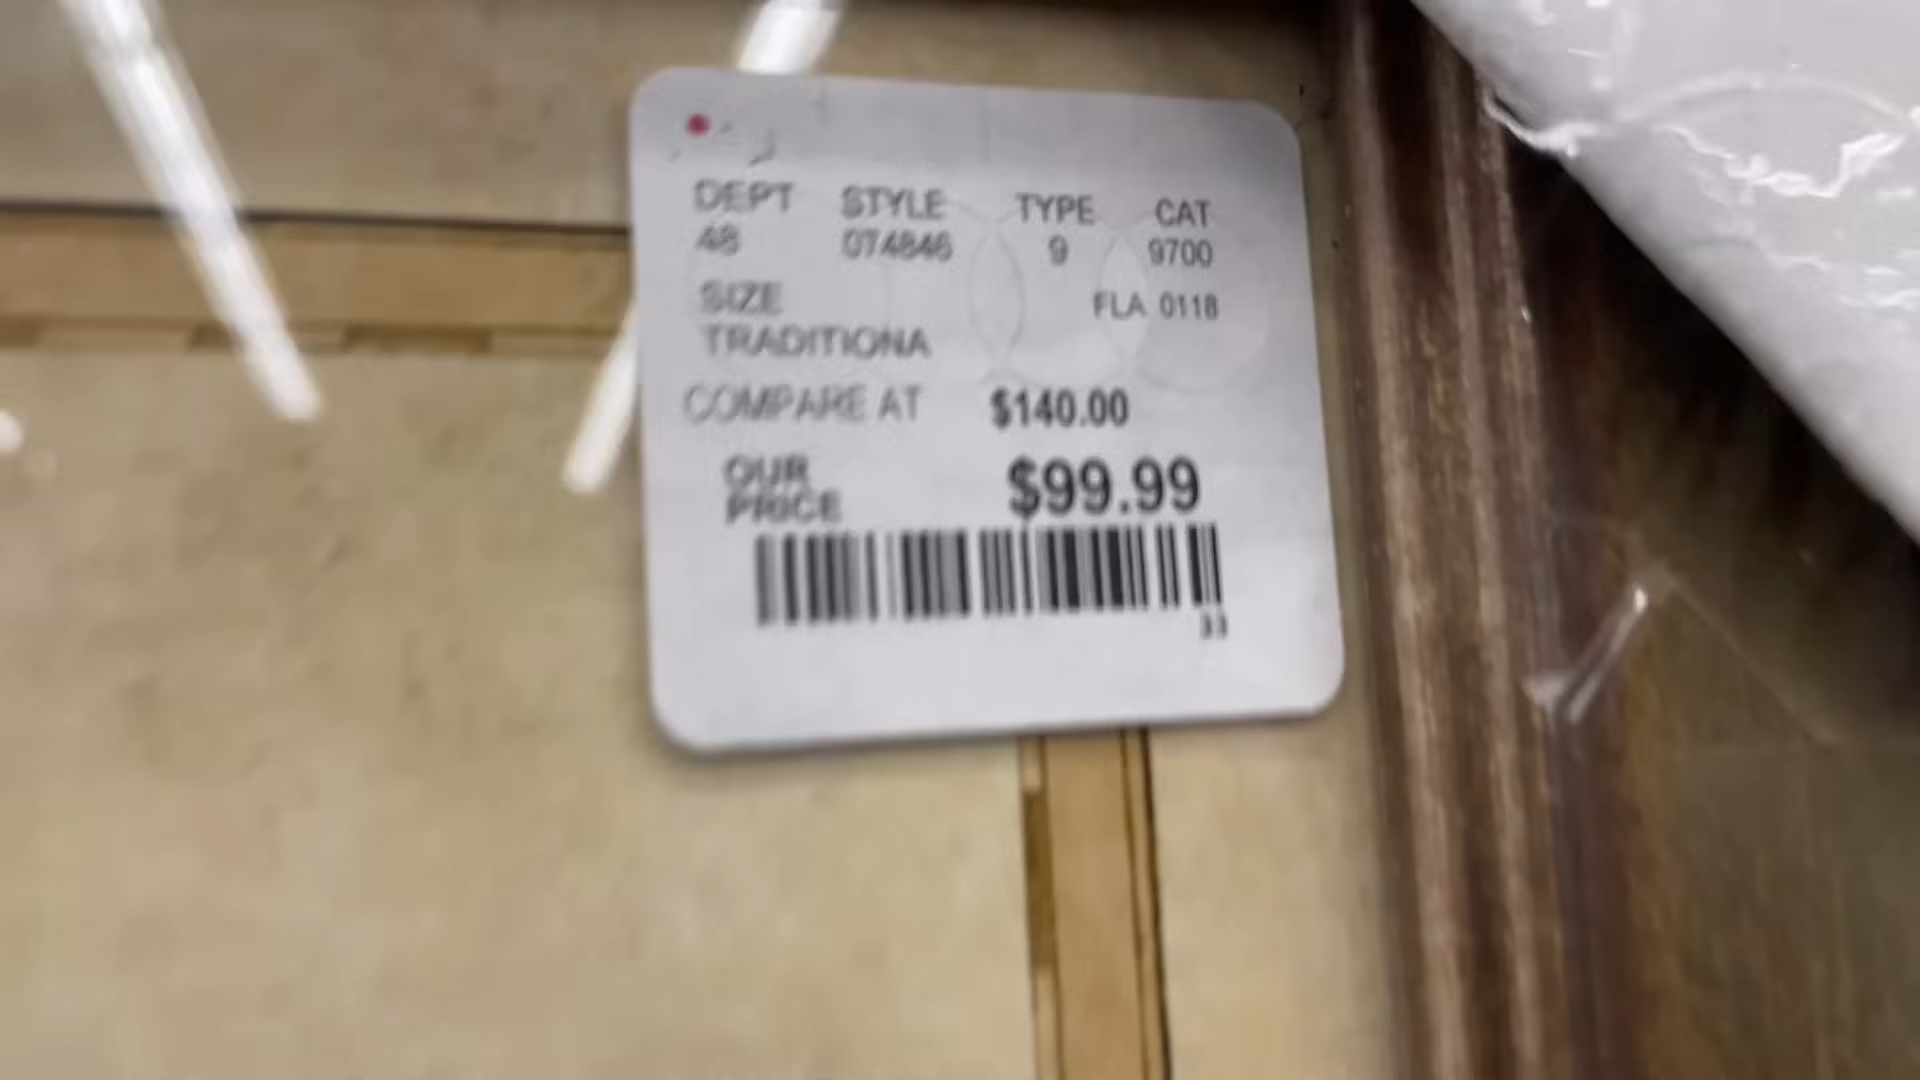 DEPT STYLE TYPE CAT
48 074846 9 9700
SIZE FLA 0118
TRADITIONA
COMPARE AT $140.00
OUR PRICE $99.99
33